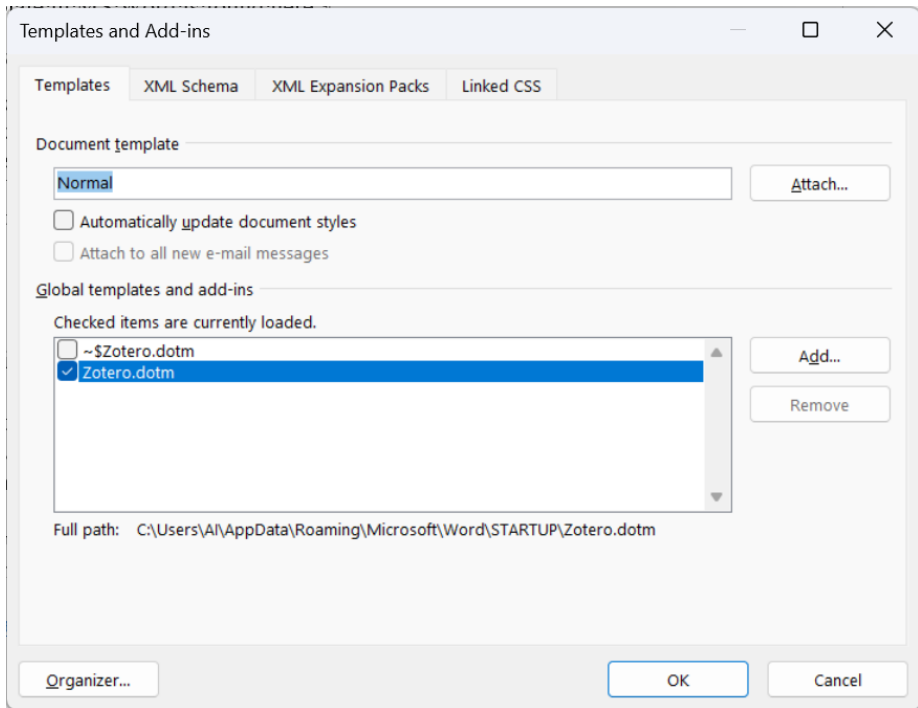 Templates and Add-ins
Templates XML Schema XML Expansion Packs Linked CSS
Document template
Normal Attach...
Automatically update document styles
Attach to all new e-mail messages
Global templates and add-ins
Checked items are currently loaded.
~$Zotero.dotm Add...
Zotero.dotm
Remove
Full path: C:\Users\AI\AppData\Roaming\Microsoft\Word\STARTUP\Zotero.dotm
Organizer... OK Cancel